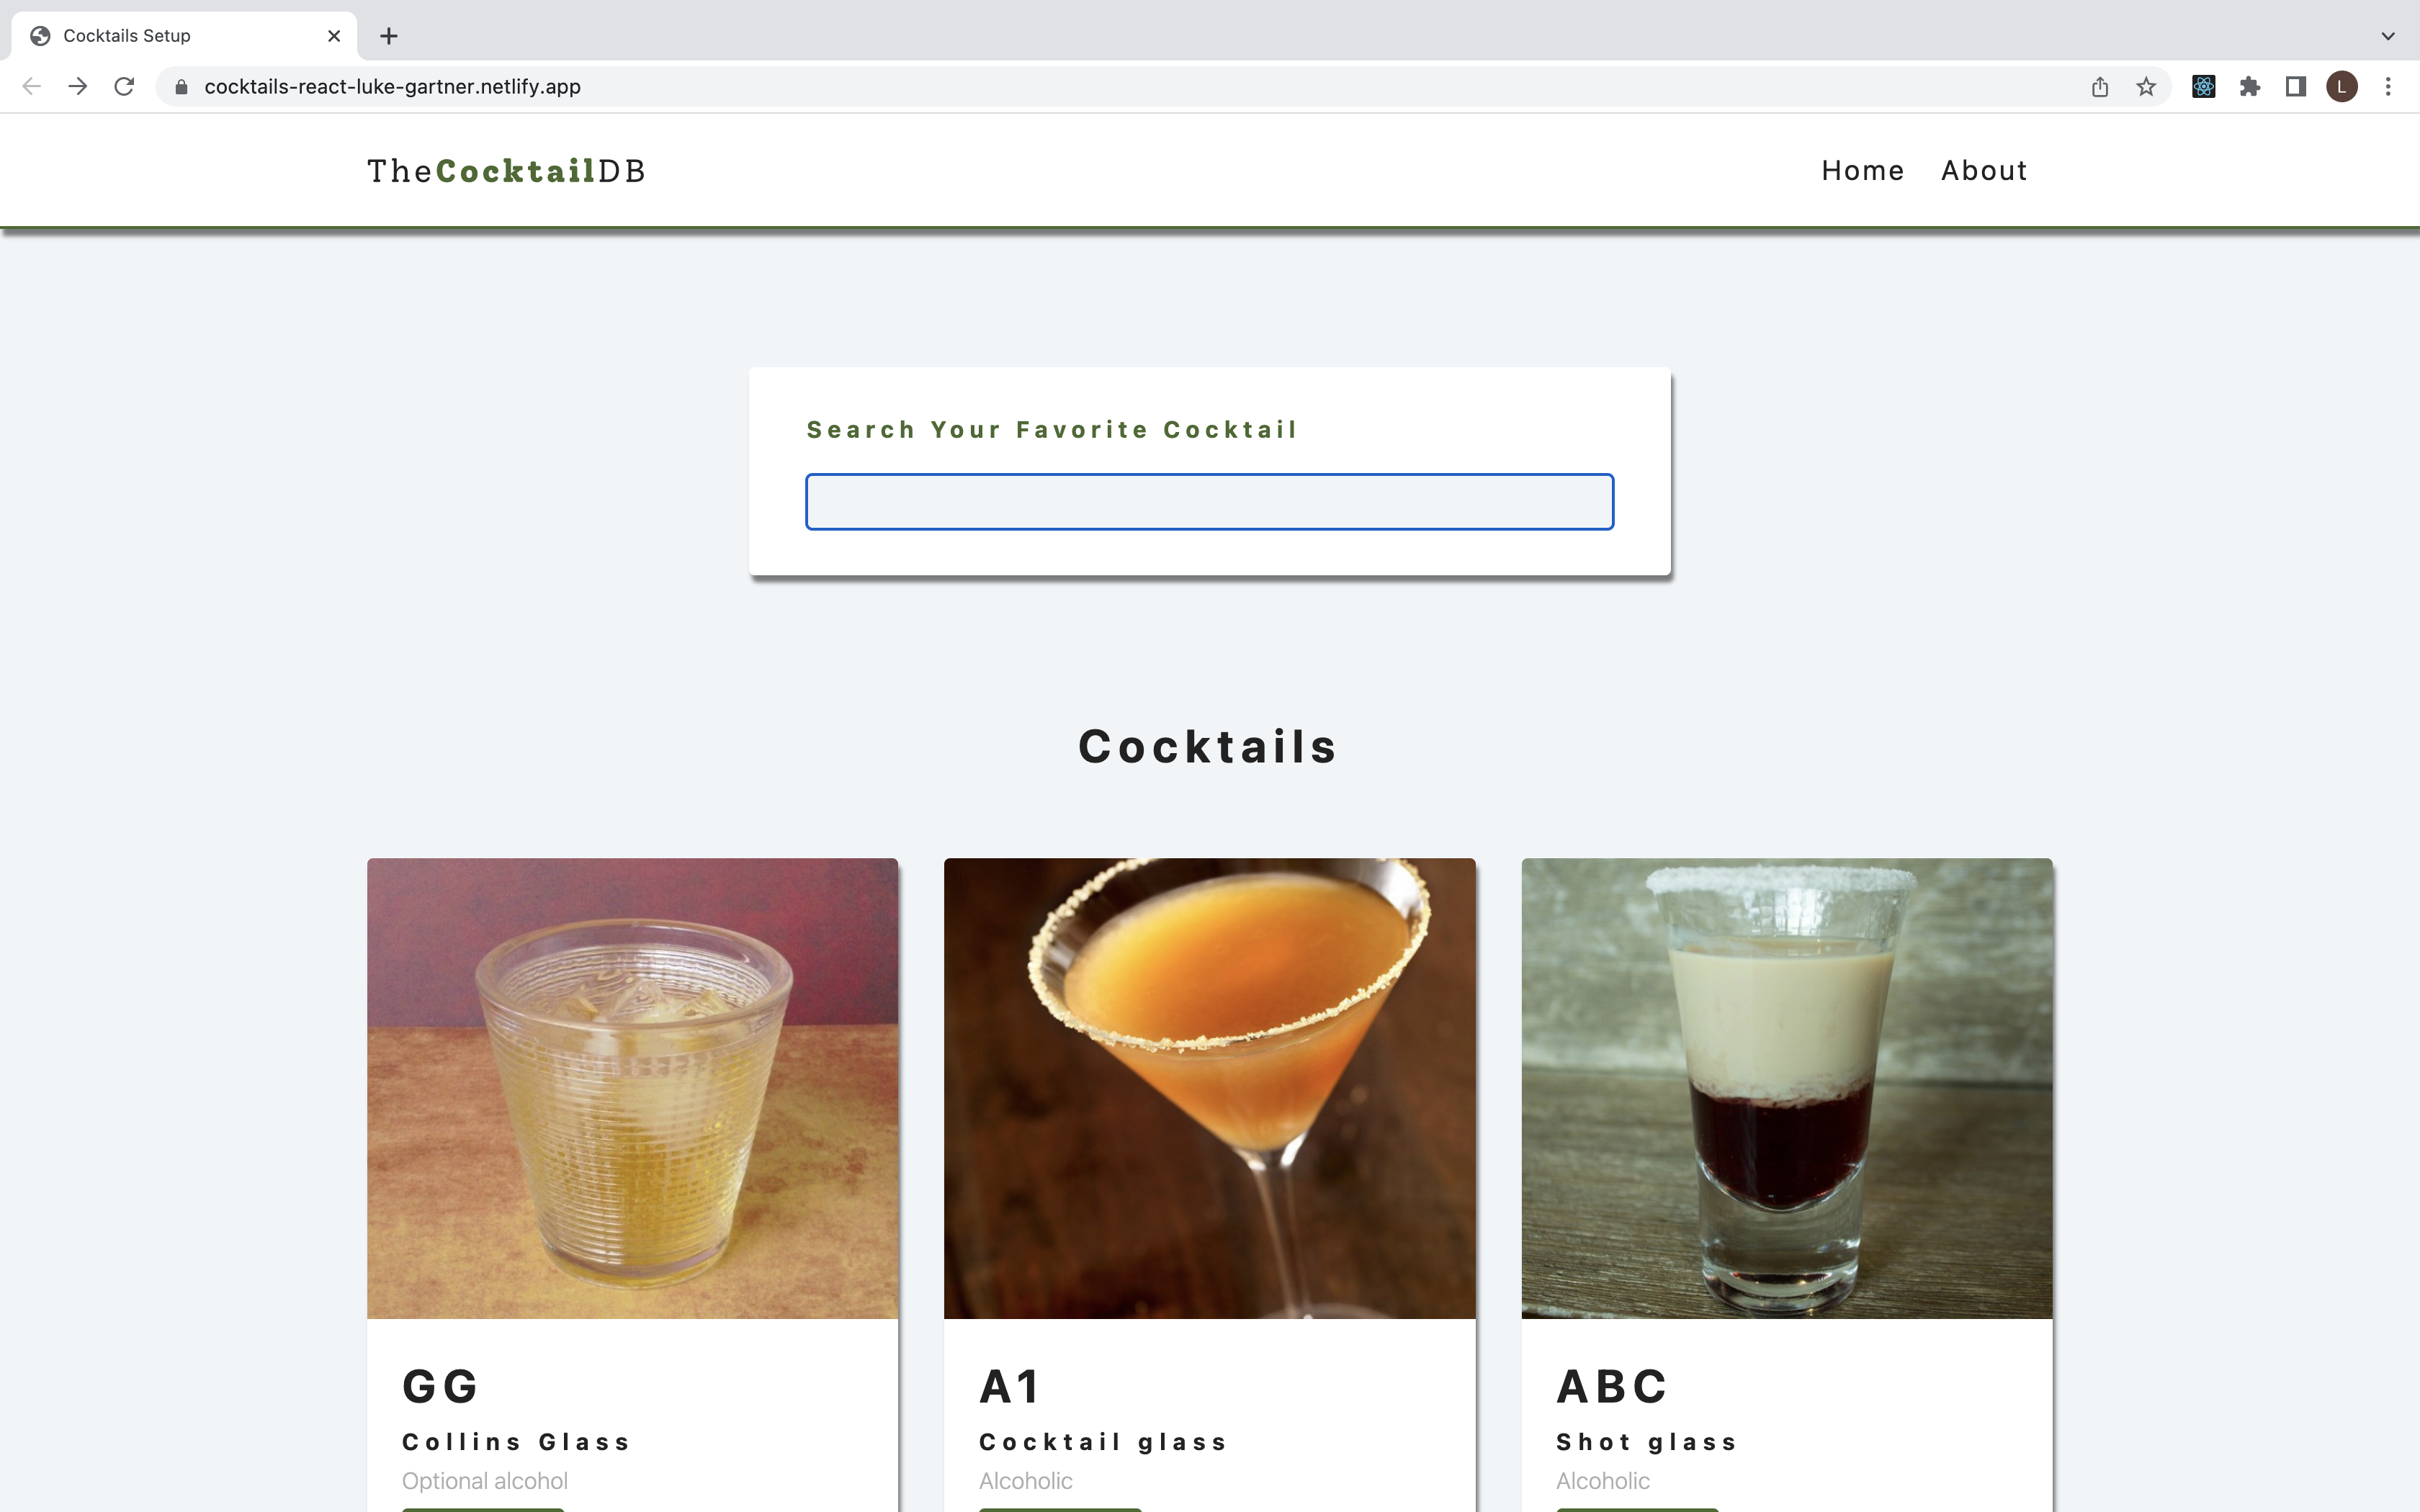 Cocktails Setup
cocktails-react-luke-gartner.netlify.app
L
TheCocktailDB
Home About
Search Your Favorite Cocktail
Cocktails
GG
Collins Glass
Optional alcohol
A1
Cocktail glass
Alcoholic
ABC
Shot glass
Alcoholic